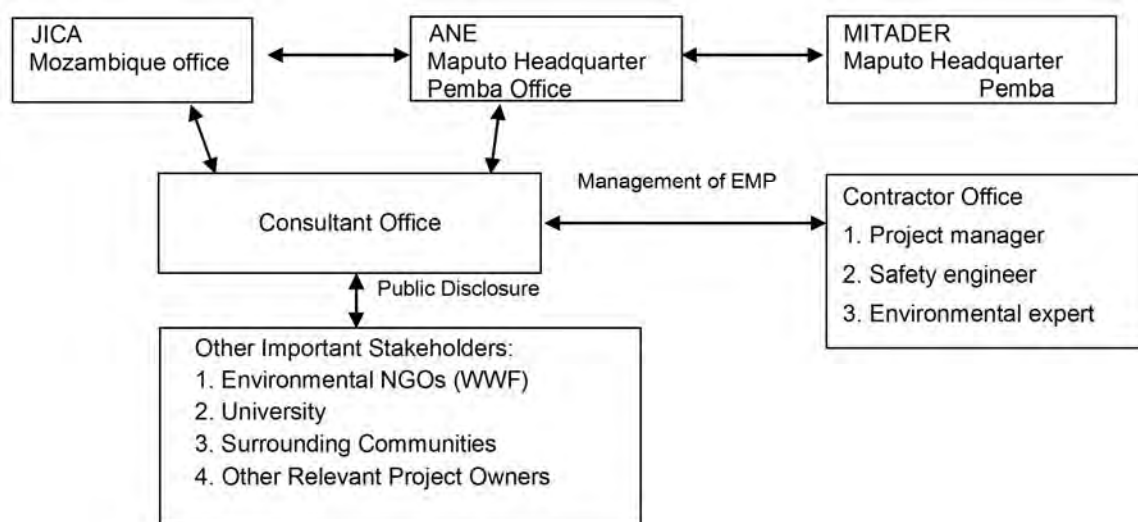 JICA
Mozambique office
ANE
Maputo Headquarter
Pemba Office
MITADER
Maputo Headquarter
Pemba
Consultant Office
Management of EMP
Contractor Office
1. Project manager
2. Safety engineer
3. Environmental expert
Public Disclosure
Other Important Stakeholders:
1. Environmental NGOs (WWF)
2. University
3. Surrounding Communities
4. Other Relevant Project Owners